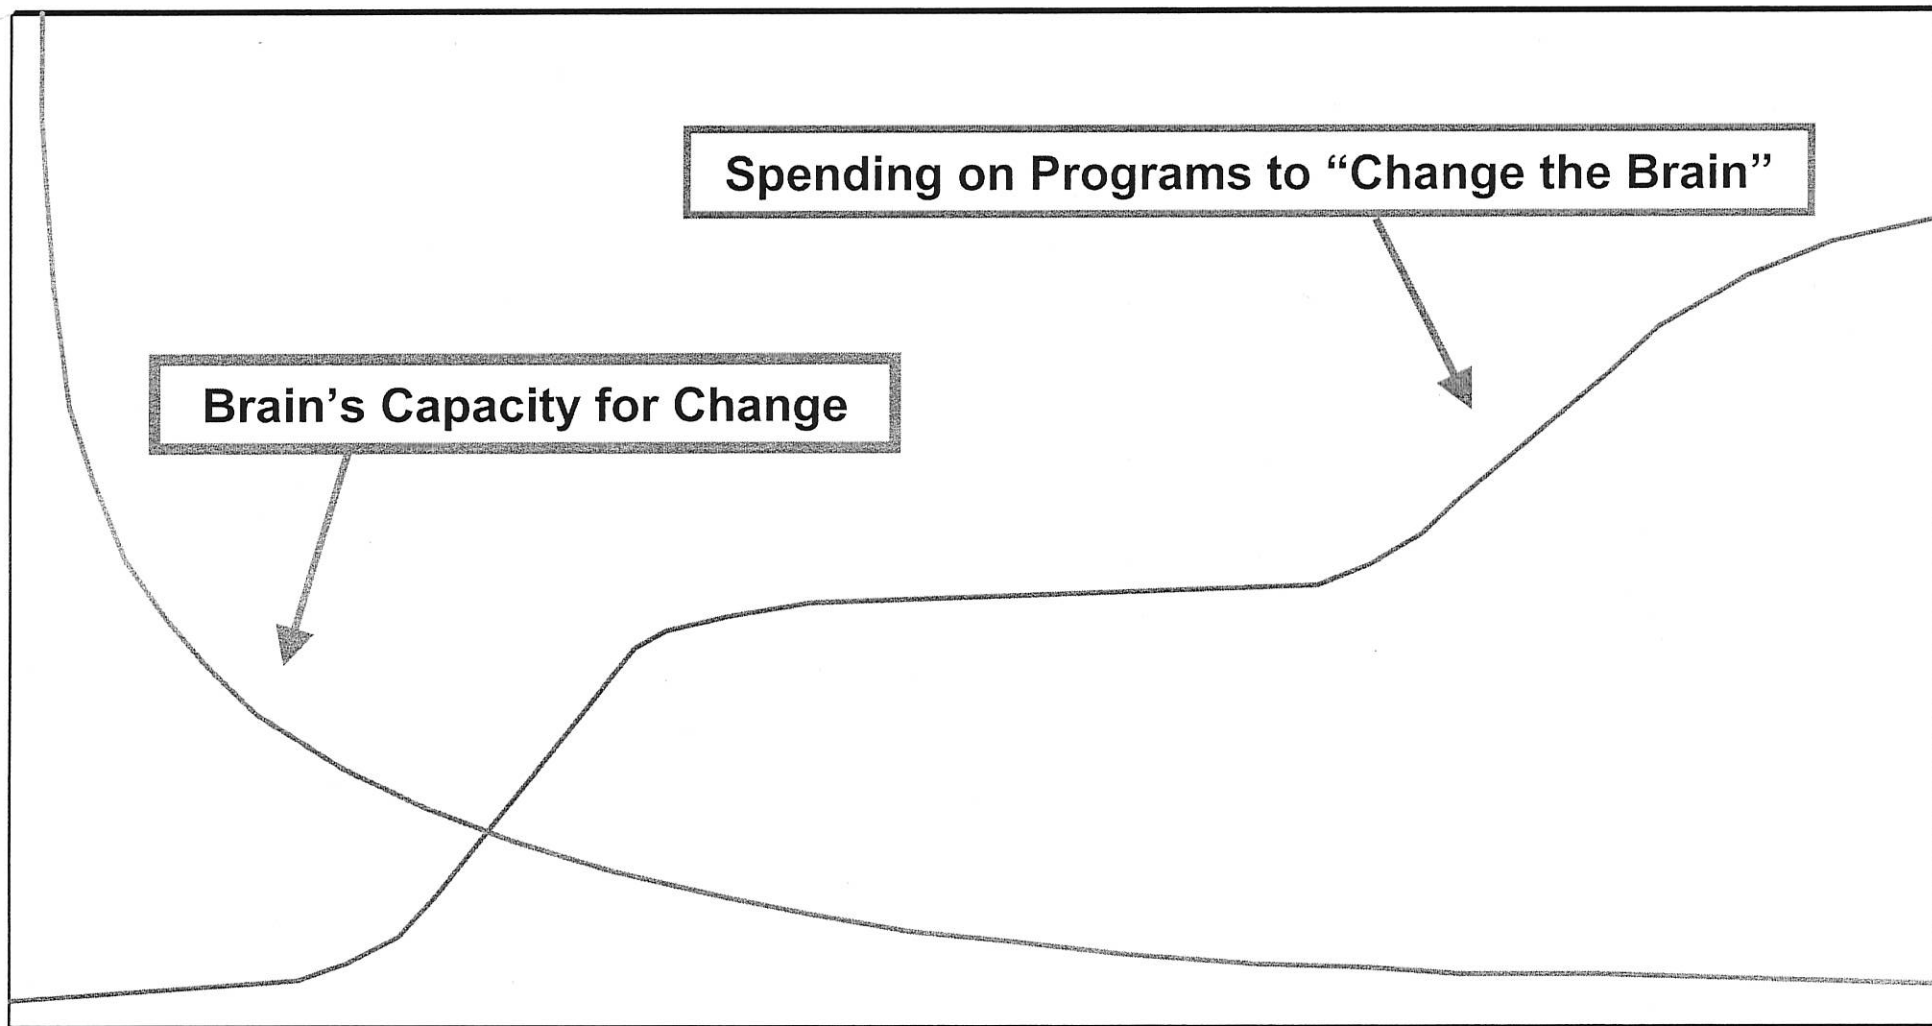 Spending on Programs to “Change the Brain”
Brain’s Capacity for Change